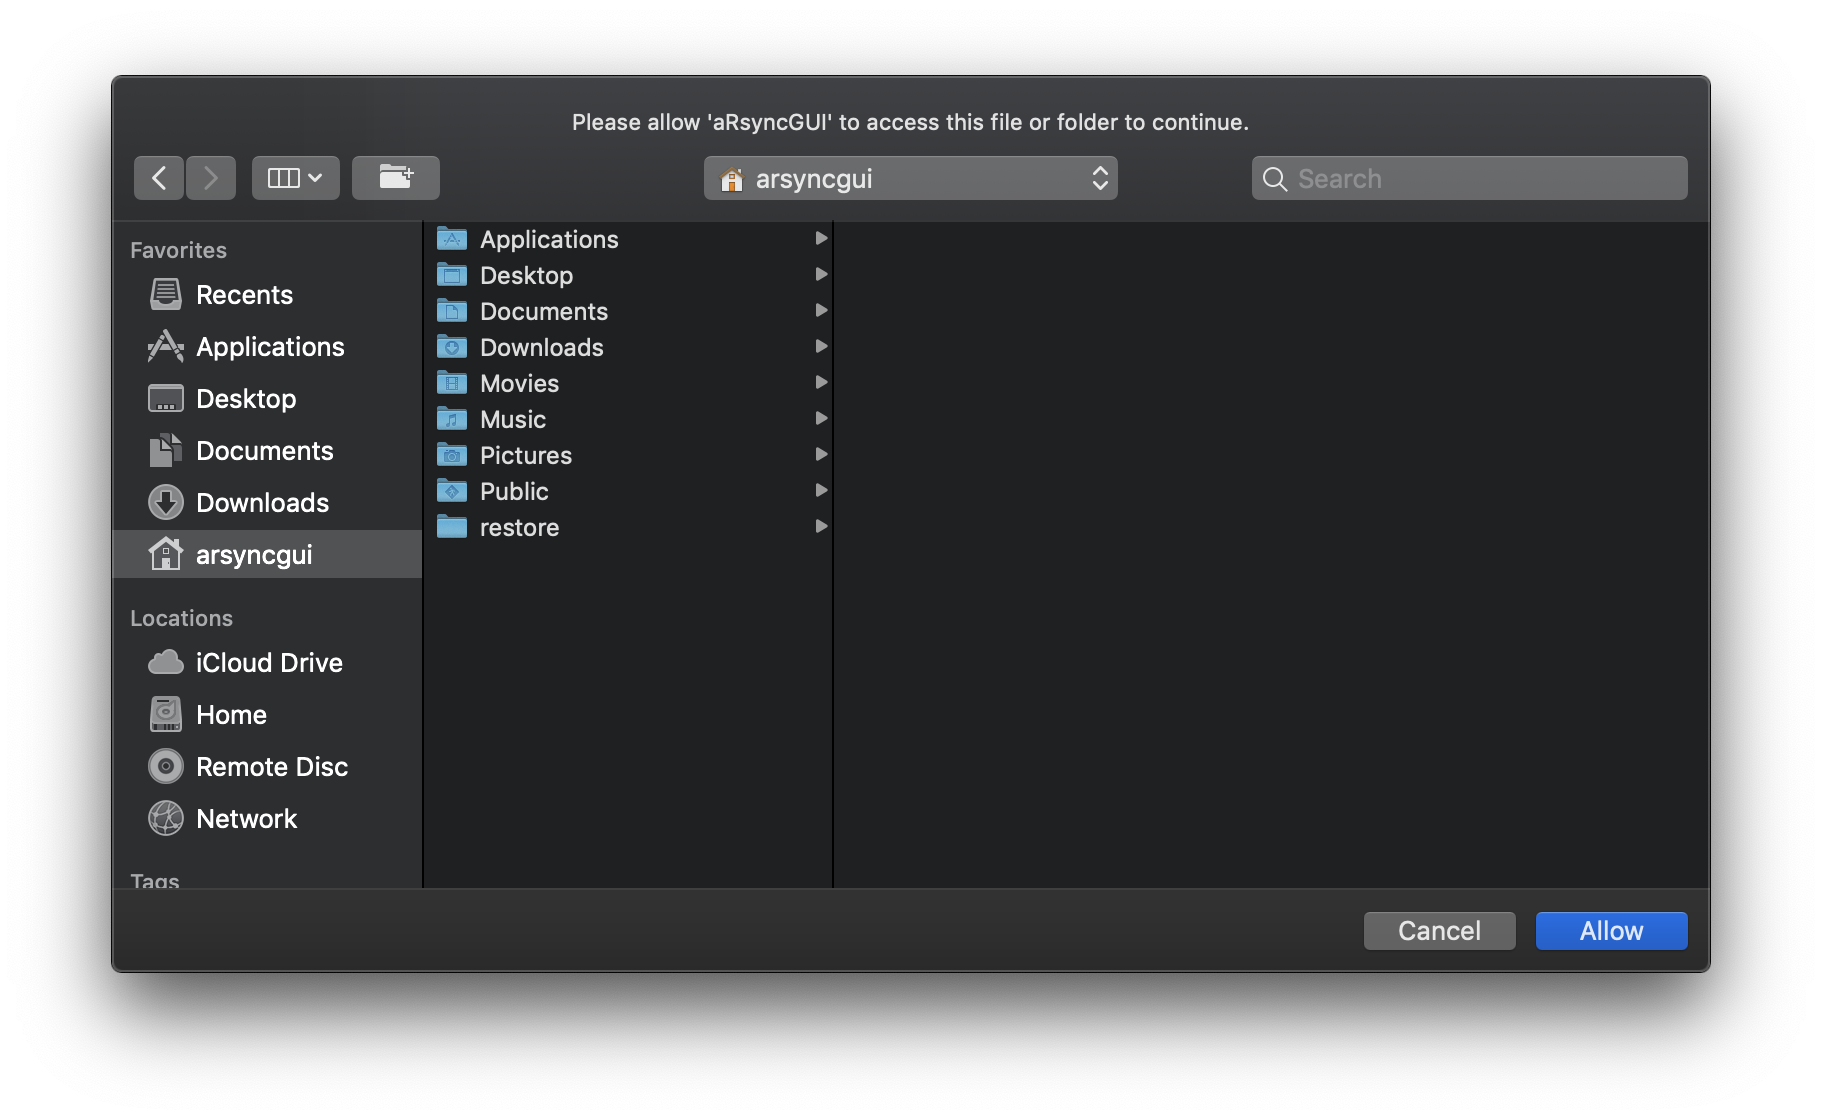 Please allow 'aRsyncGUI' to access this file or folder to continue.
arsyncgui
Search
Favorites
Recents
Applications
Desktop
Documents
Downloads
arsyncgui
Locations
iCloud Drive
Home
Remote Disc
Network
Tags
Applications
Desktop
Documents
Downloads
Movies
Music
Pictures
Public
restore
Cancel
Allow